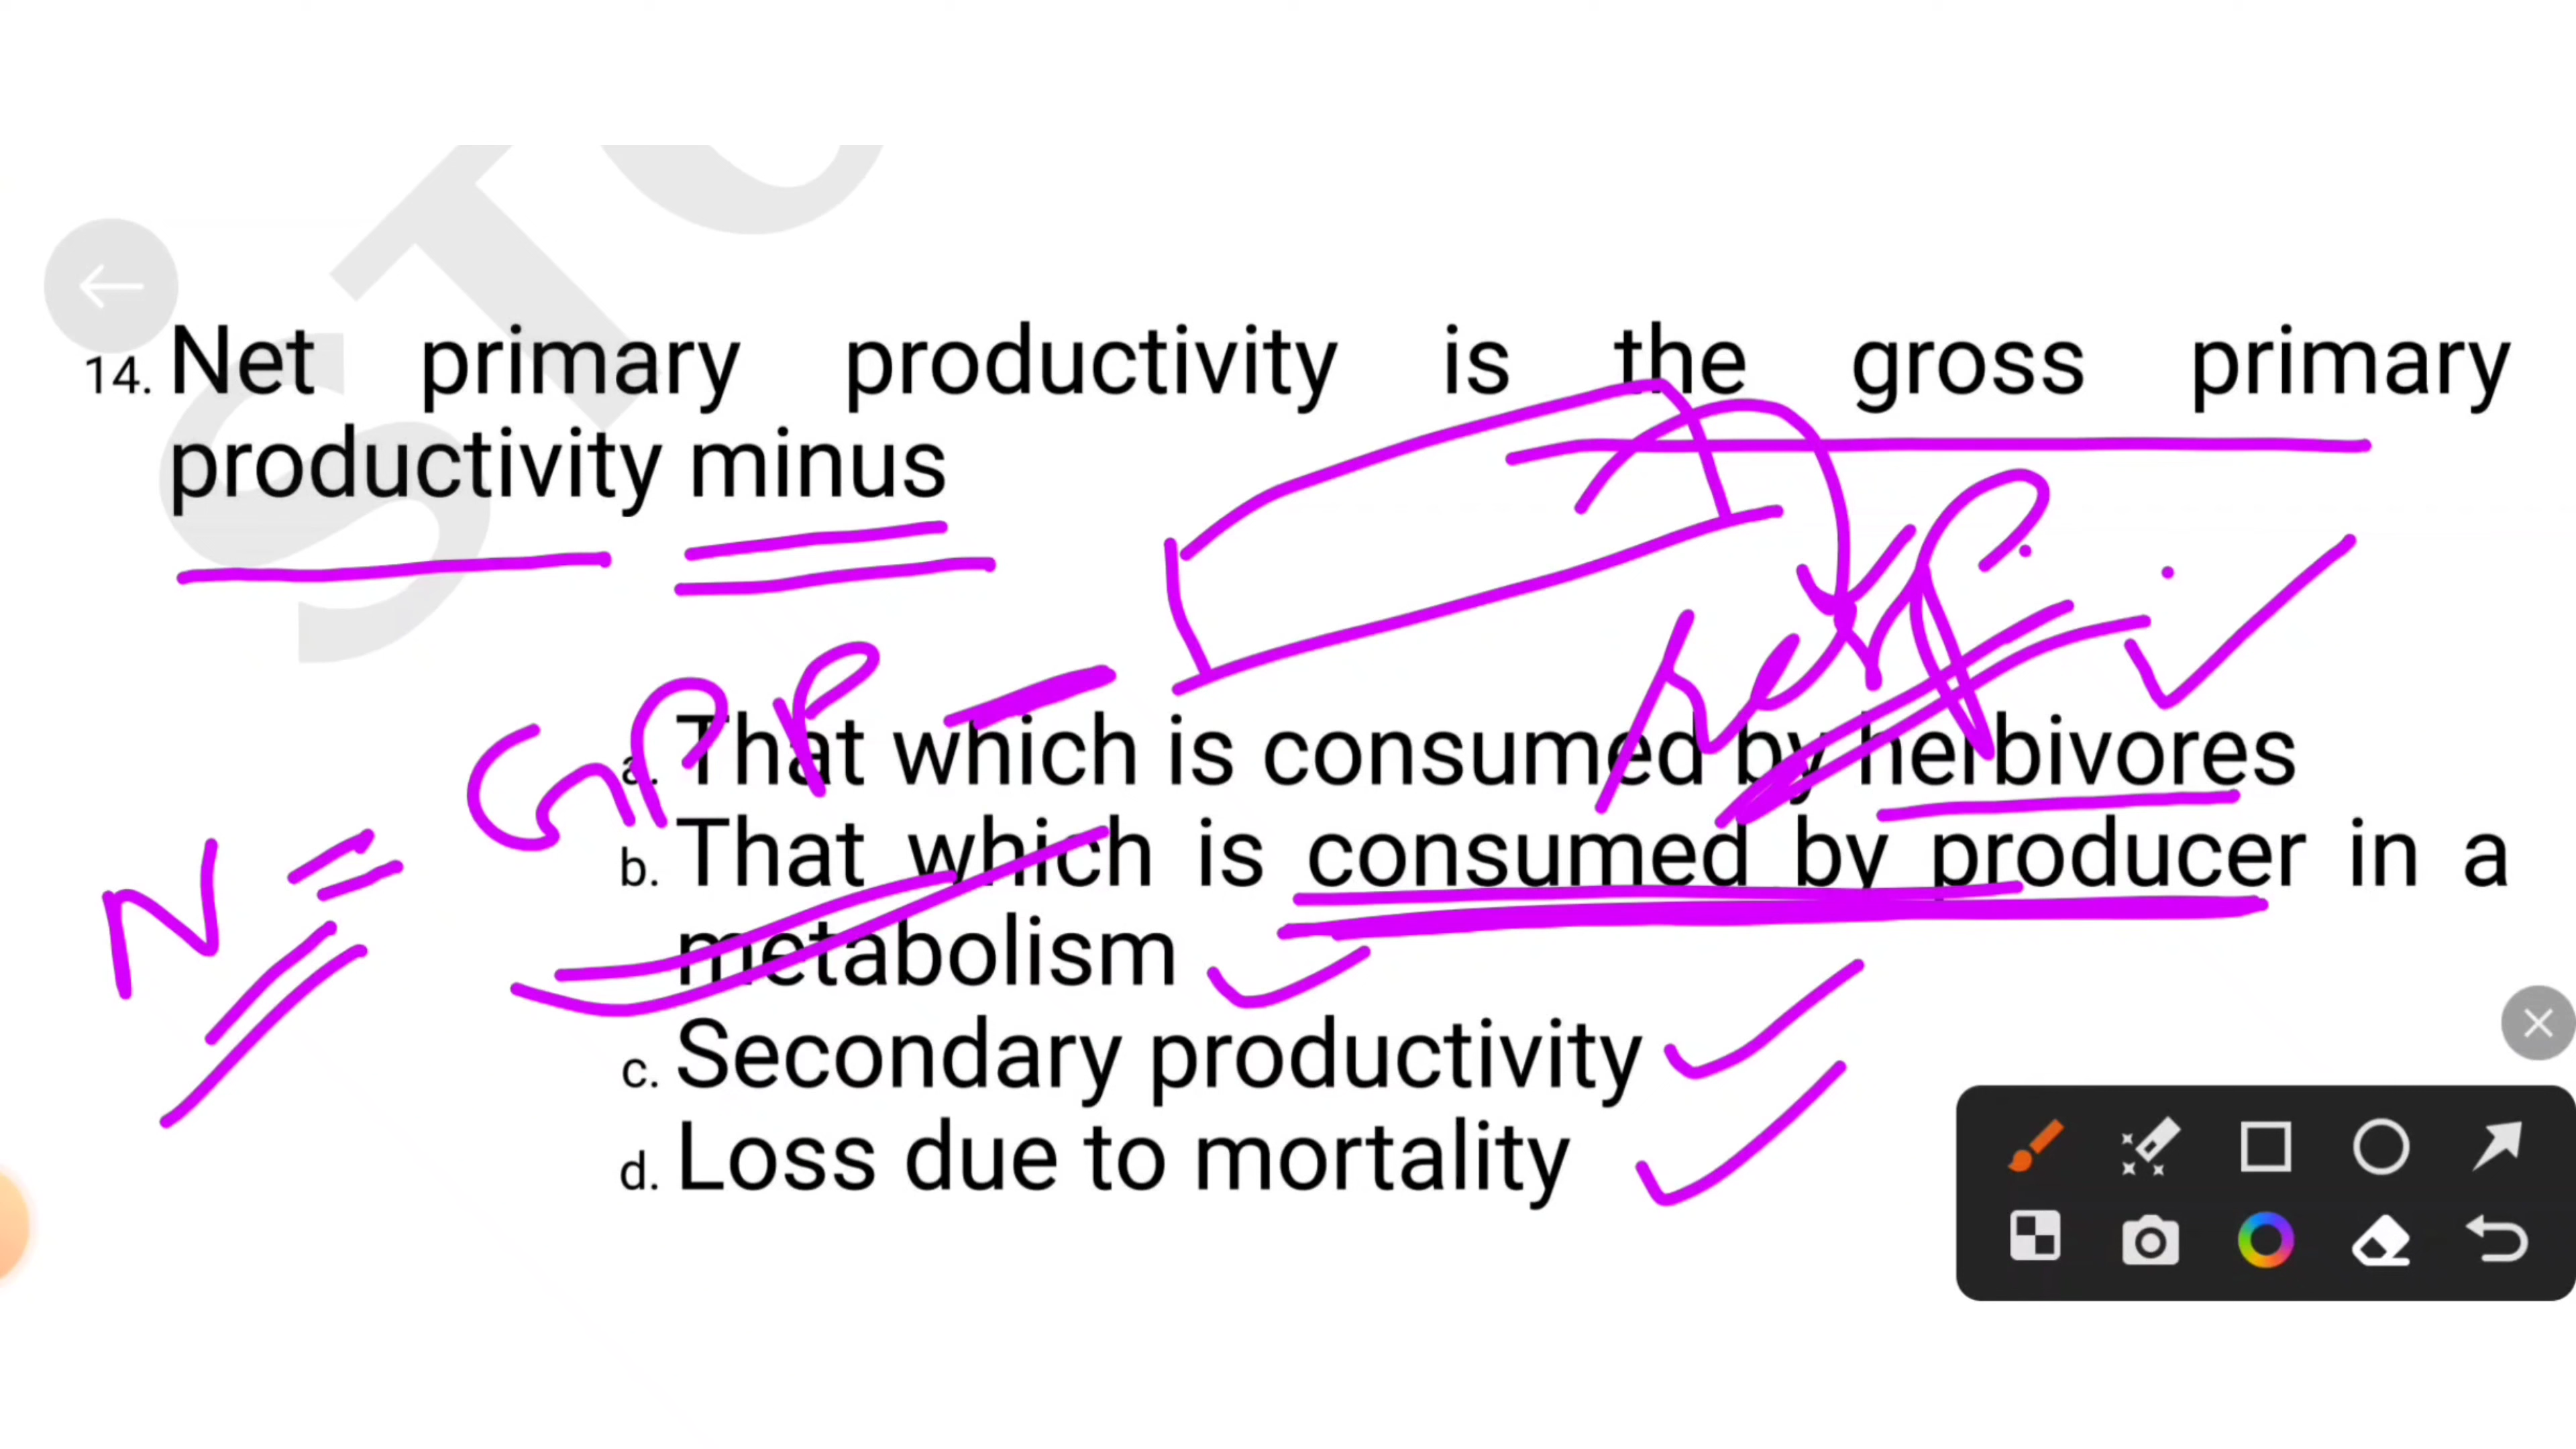 14. Net primary productivity is the gross primary
productivity minus
Resp.
N = GPP -
a. That which is consumed by herbivores
b. That which is consumed by producer in a
metabolism
c. Secondary productivity
d. Loss due to mortality